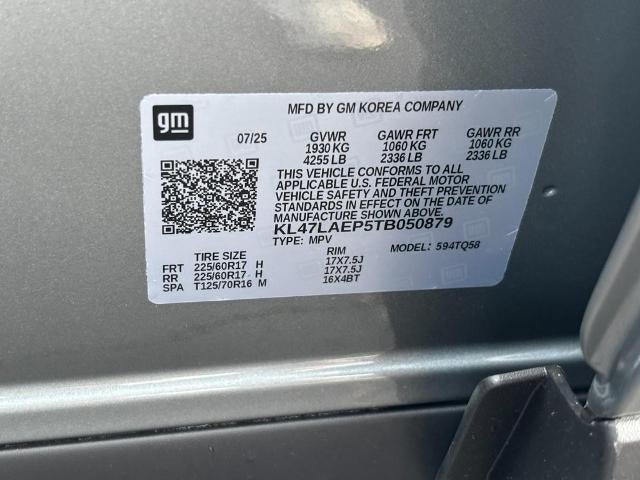 gm
MFD BY GM KOREA COMPANY
07/25 GVWR GAWR FRT GAWR RR
1930 KG 1060 KG 1060 KG
4255 LB 2336 LB 2336 LB
THIS VEHICLE CONFORMS TO ALL
APPLICABLE U.S. FEDERAL MOTOR
VEHICLE SAFETY AND THEFT PREVENTION
STANDARDS IN EFFECT ON THE DATE OF
MANUFACTURE SHOWN ABOVE.
KL47LAEP5TB050879
TYPE: MPV MODEL: 594TQ58
TIRE SIZE RIM
FRT 225/60R17 H 17X7.5J
RR 225/60R17 H 17X7.5J
SPA T125/70R16 M 16X4BT